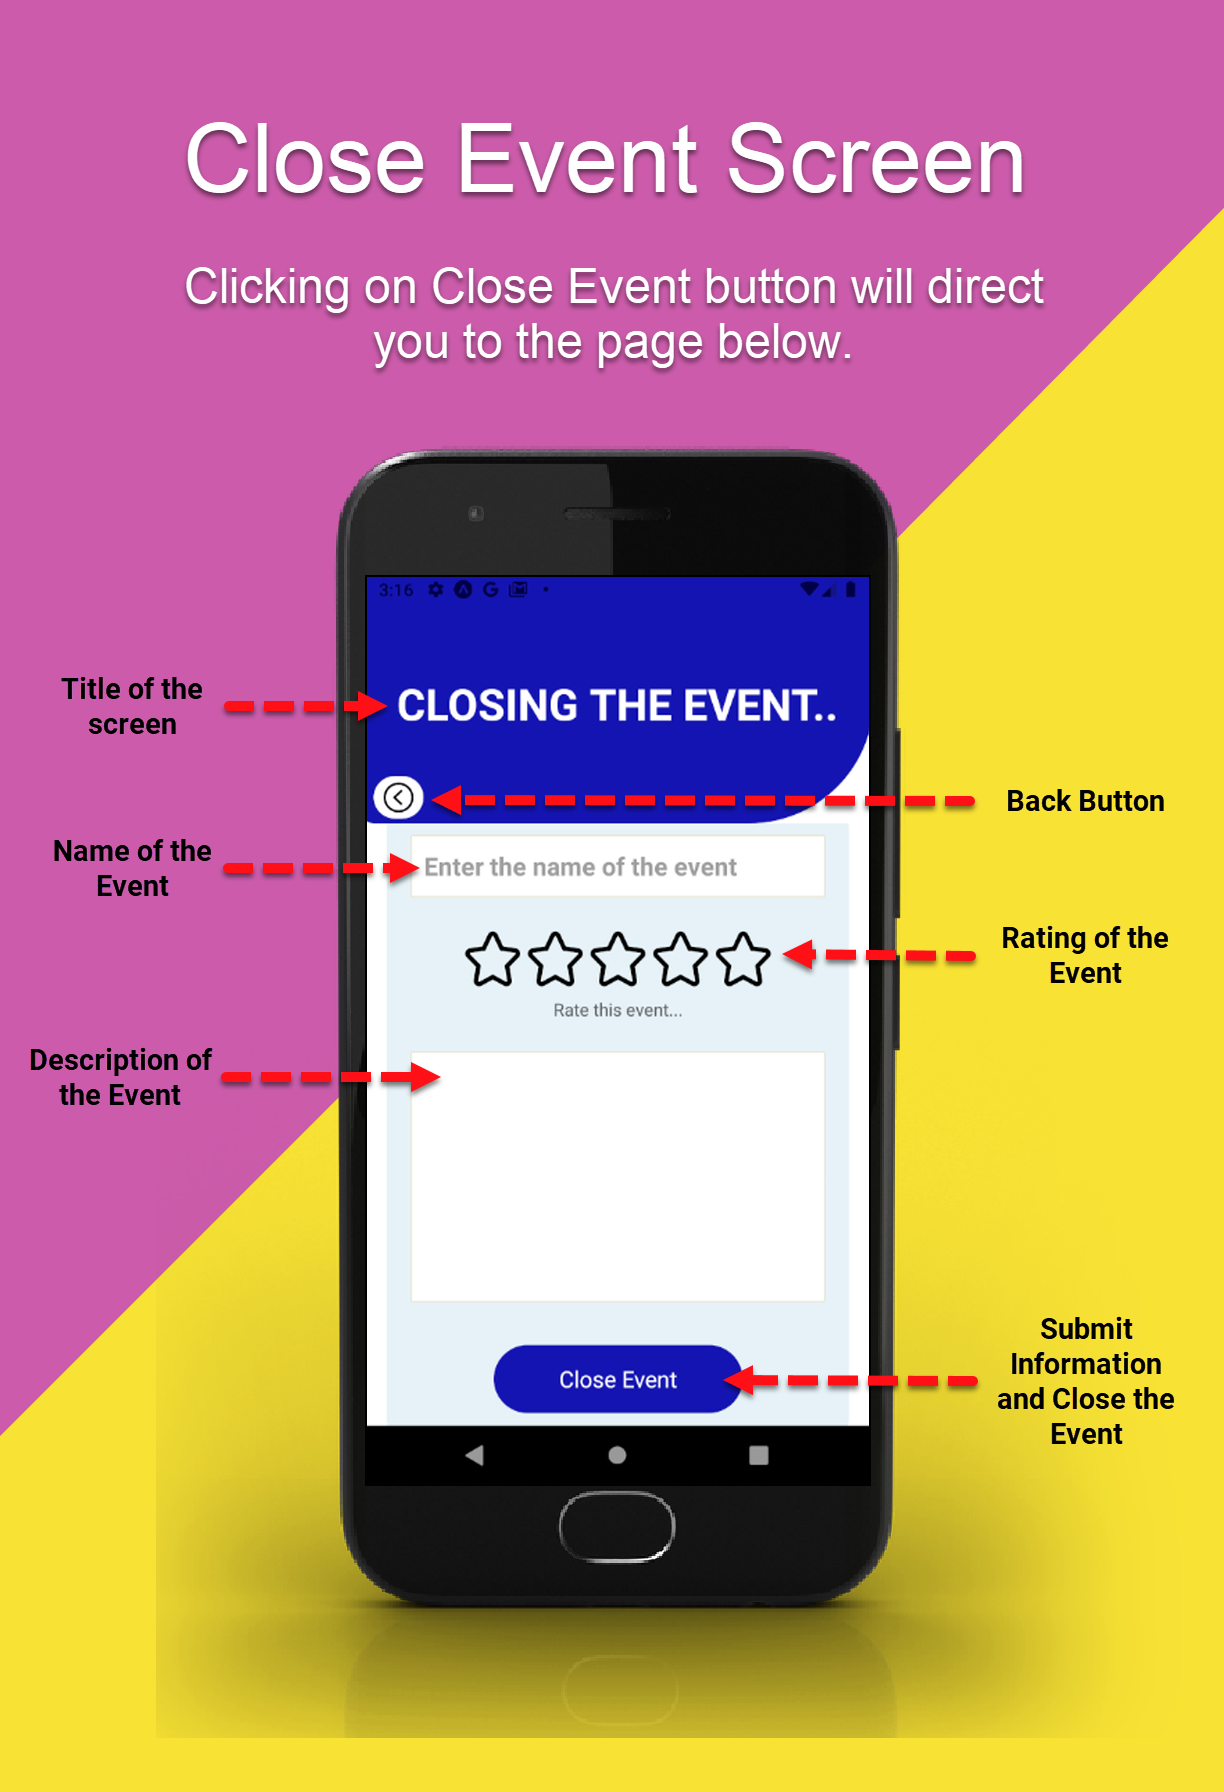 Close Event Screen
Clicking on Close Event button will direct
you to the page below.
3:16
Title of the
screen
CLOSING THE EVENT..
Back Button
Name of the
Event
Enter the name of the event
Rating of the
Event
Rate this event...
Description of
the Event
Submit
Information
and Close the
Event
Close Event